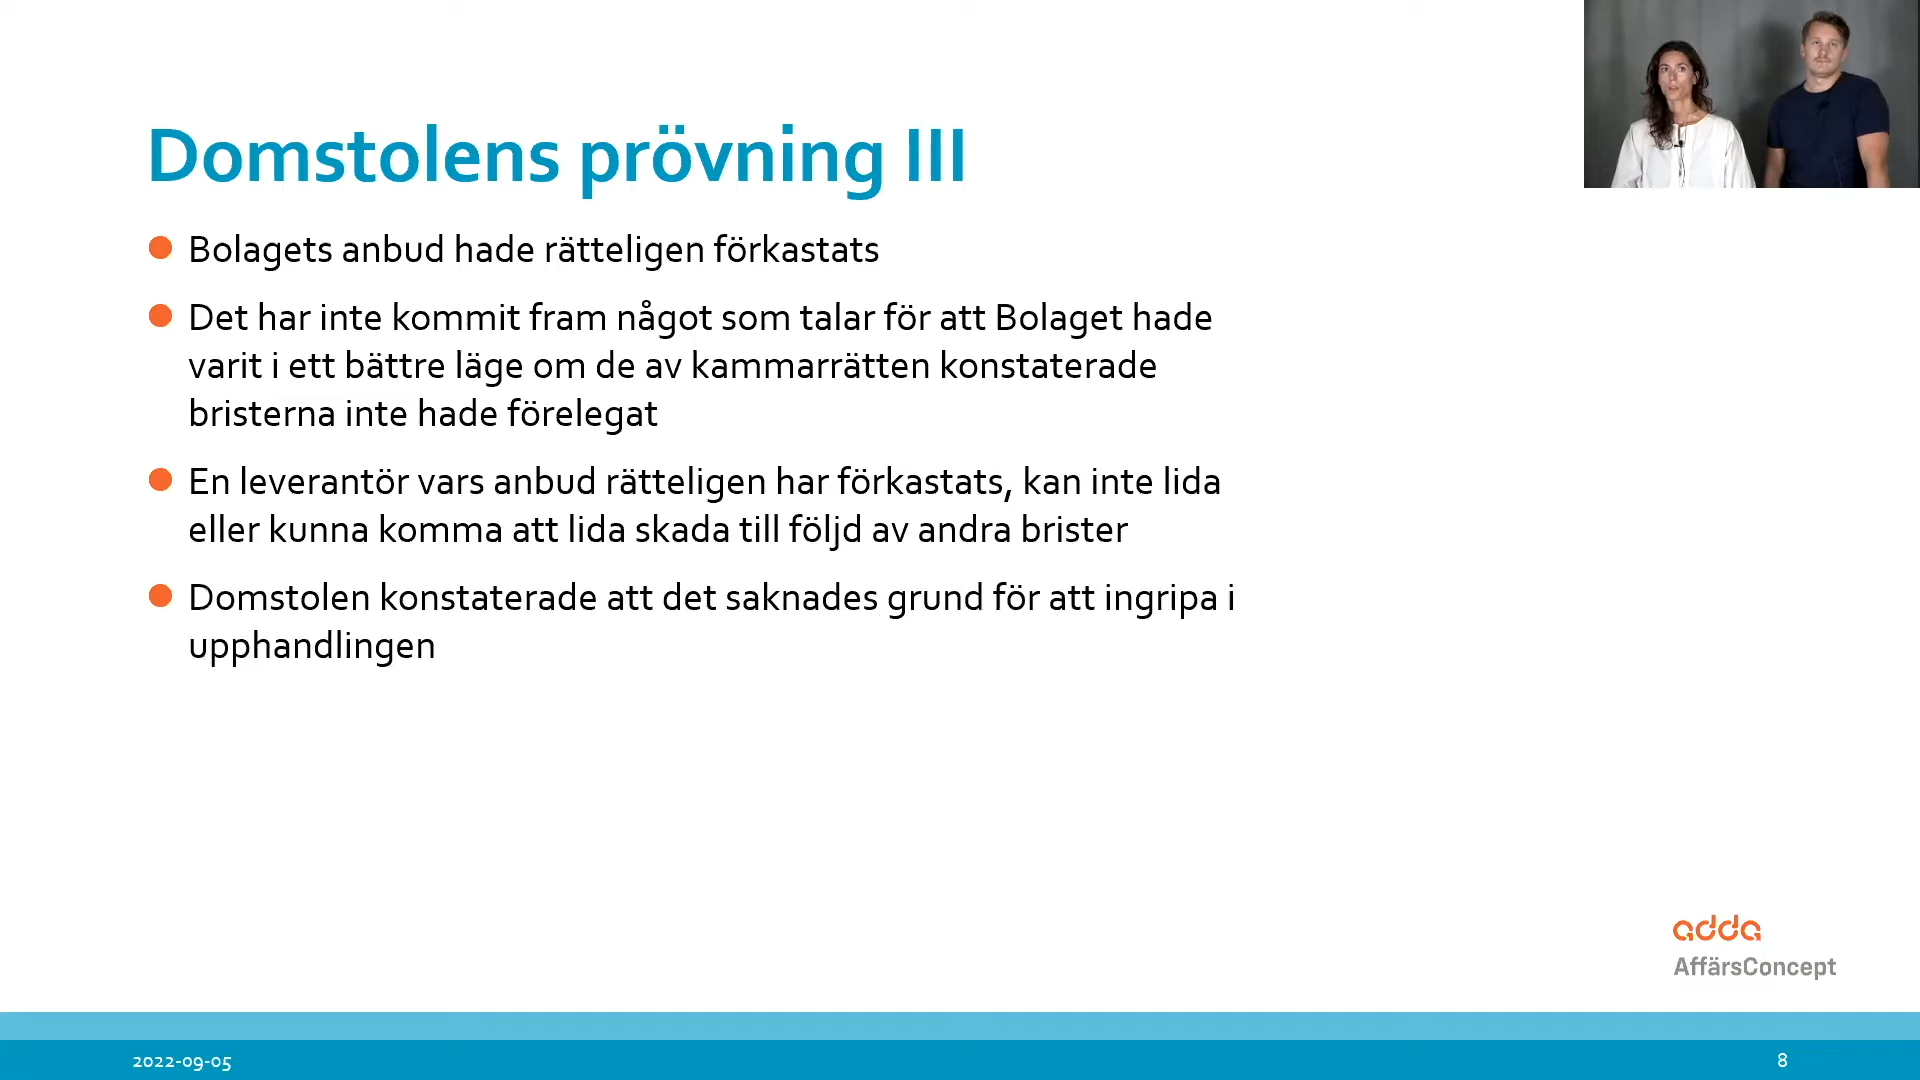 Domstolens prövning III
Bolagets anbud hade rätteligen förkastats
Det har inte kommit fram något som talar för att Bolaget hade
varit i ett bättre läge om de av kammarrätten konstaterade
bristerna inte hade förelegat
En leverantör vars anbud rätteligen har förkastats, kan inte lida
eller kunna komma att lida skada till följd av andra brister
Domstolen konstaterade att det saknades grund för att ingripa i
upphandlingen
adda
AffärsConcept
2022-09-05
8